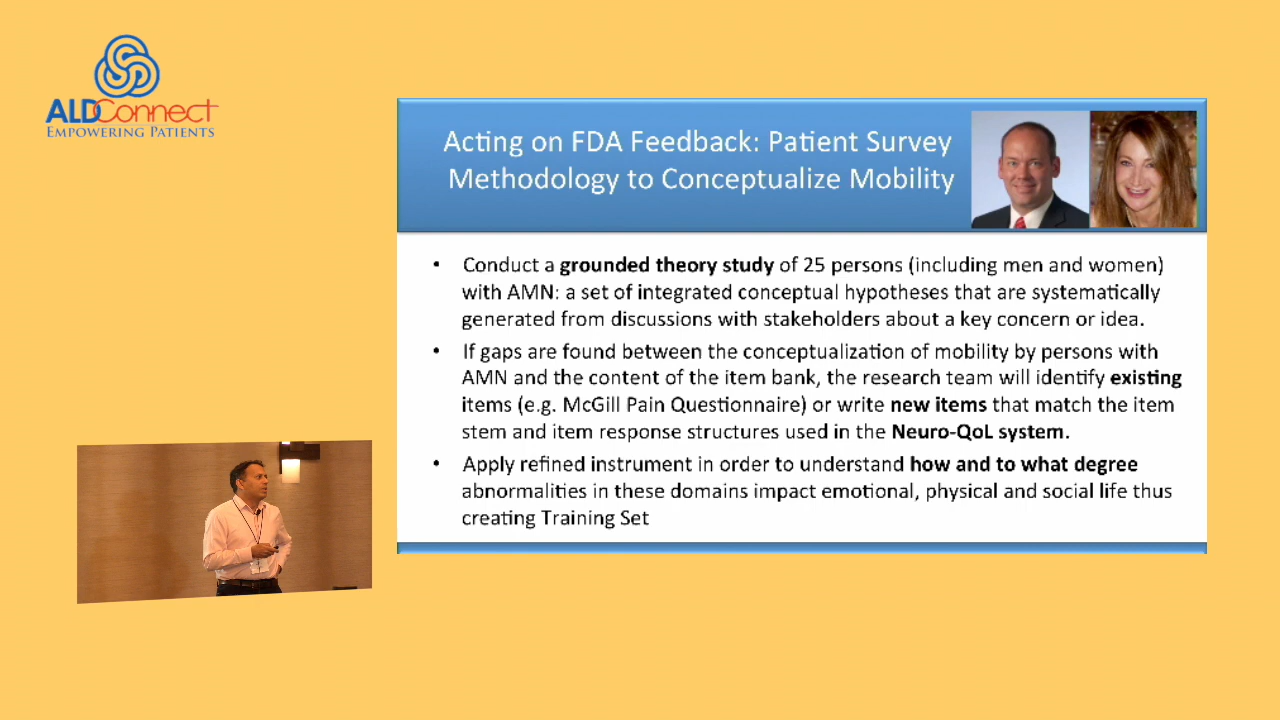 ALDConnect
EMPOWERING PATIENTS
Acting on FDA Feedback: Patient Survey
Methodology to Conceptualize Mobility
• Conduct a grounded theory study of 25 persons (including men and women)
with AMN: a set of integrated conceptual hypotheses that are systematically
generated from discussions with stakeholders about a key concern or idea.
• If gaps are found between the conceptualization of mobility by persons with
AMN and the content of the item bank, the research team will identify existing
items (e.g. McGill Pain Questionnaire) or write new items that match the item
stem and item response structures used in the Neuro-QoL system.
• Apply refined instrument in order to understand how and to what degree
abnormalities in these domains impact emotional, physical and social life thus
creating Training Set